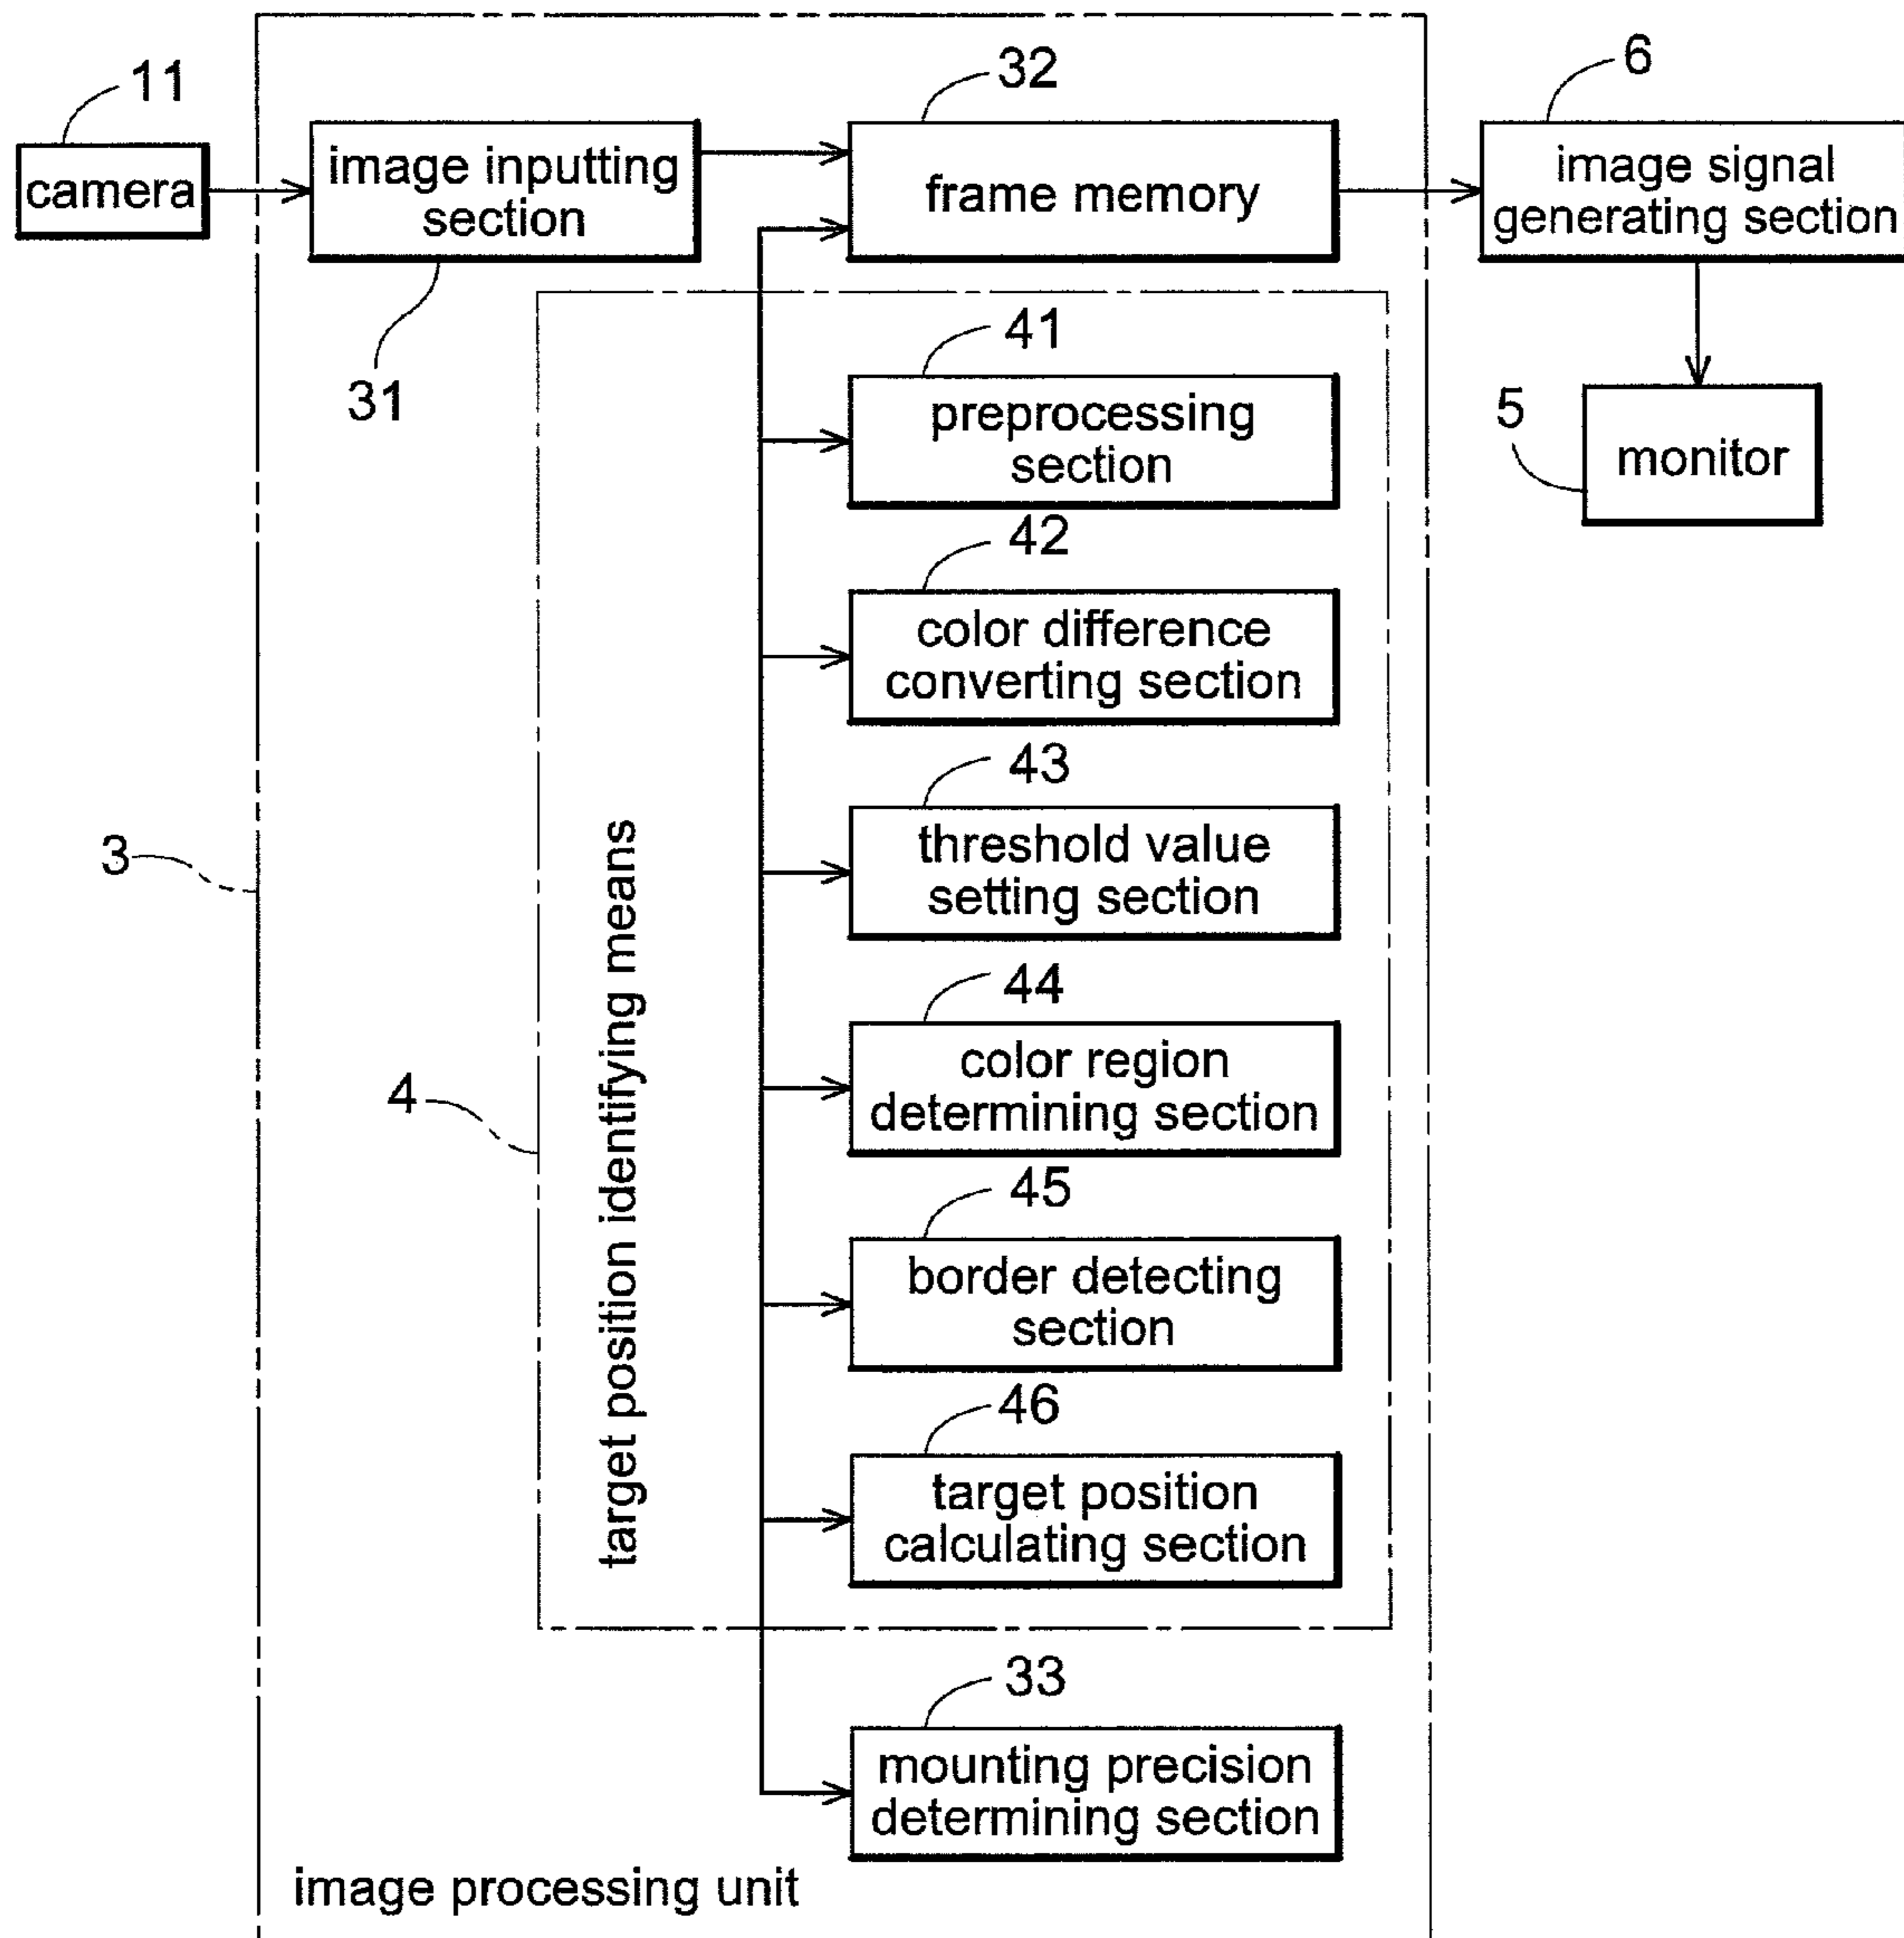 11
32
6
camera
image inputting
section
frame memory
image signal
generating section
31
41
preprocessing
section
5
monitor
42
color difference
converting section
43
threshold value
setting section
3
44
color region
determining section
4
target position identifying means
45
border detecting
section
46
target position
calculating section
33
mounting precision
determining section
image processing unit